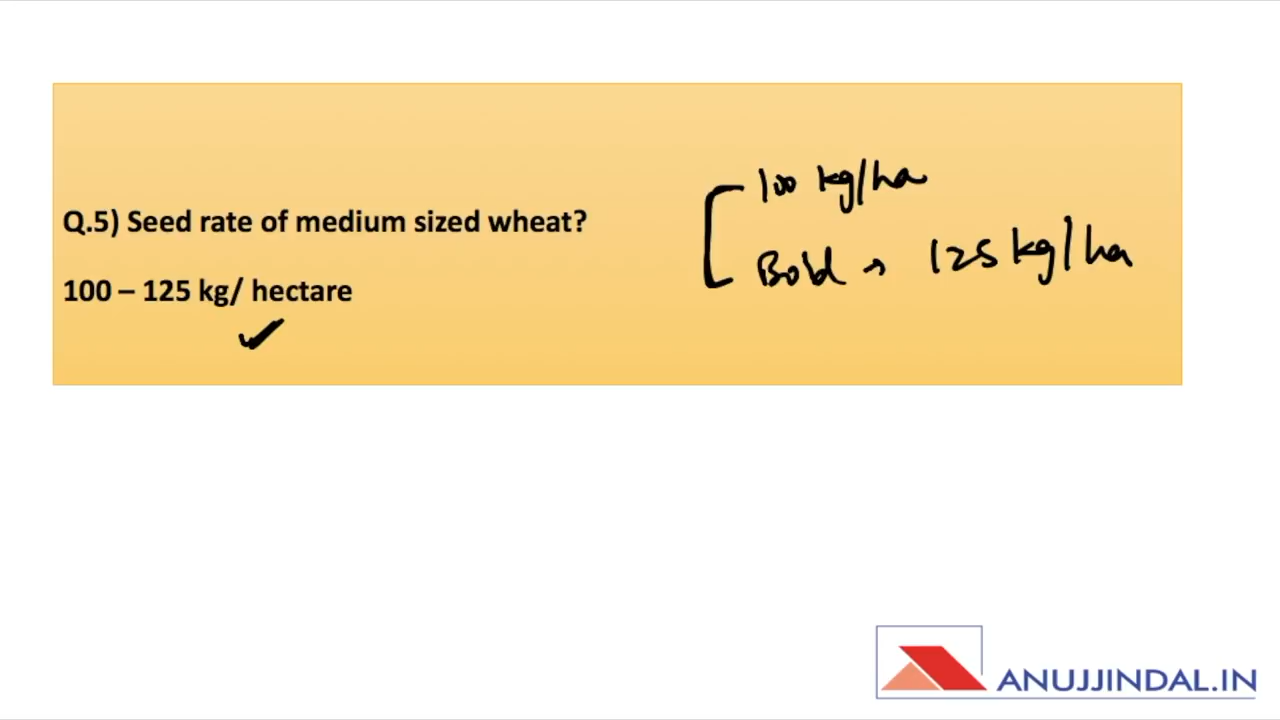 Q.5) Seed rate of medium sized wheat?
100 – 125 kg/ hectare
100 kg/ha
Bold → 125 kg/ha
ANUJJINDAL.IN